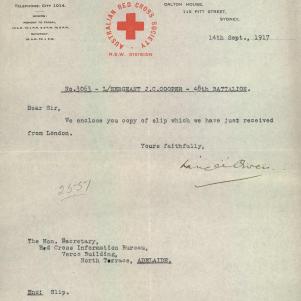 TELEPHONE: CITY 1014.
DALTON HOUSE,
115 PITT STREET,
SYDNEY.
AUSTRALIAN RED CROSS SOCIETY
N.S.W. DIVISION
14th Sept., 1917
No.3063 - L/SERGEANT J.C.COOPER - 48th BATTALION.
Dear Sir,
We enclose you copy of slip which we have just received
from London.
Yours faithfully,
2557
The Hon. Secretary,
Red Cross Information Bureau,
Verco Building,
North Terrace, ADELAIDE.
Enc: Slip.